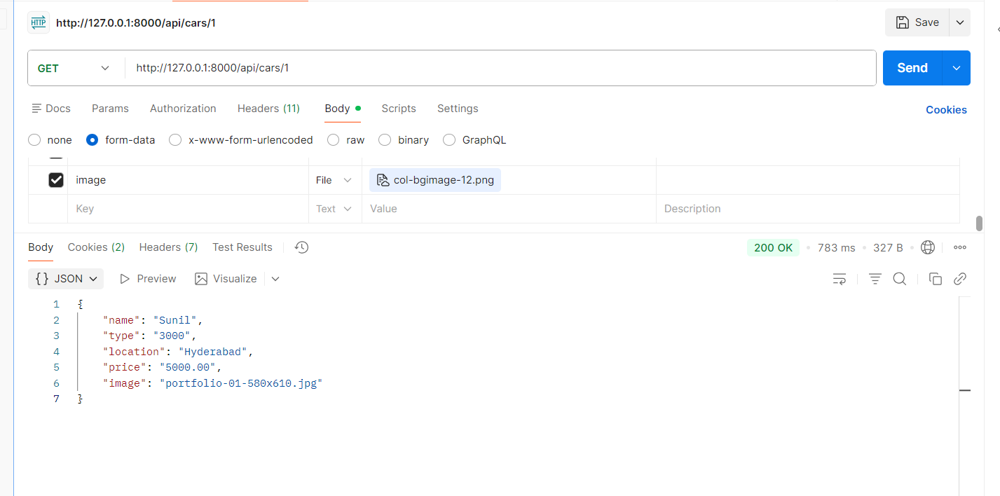 HTTP http://127.0.0.1:8000/api/cars/1 Save
GET http://127.0.0.1:8000/api/cars/1 Send
Docs Params Authorization Headers (11) Body Scripts Settings Cookies
none form-data x-www-form-urlencoded raw binary GraphQL
image File col-bgimage-12.png
Key Text Value Description
Body Cookies (2) Headers (7) Test Results 200 OK 783 ms 327 B
{} JSON Preview Visualize
1 {
2 "name": "Sunil",
3 "type": "3000",
4 "location": "Hyderabad",
5 "price": "5000.00",
6 "image": "portfolio-01-580x610.jpg"
7 }